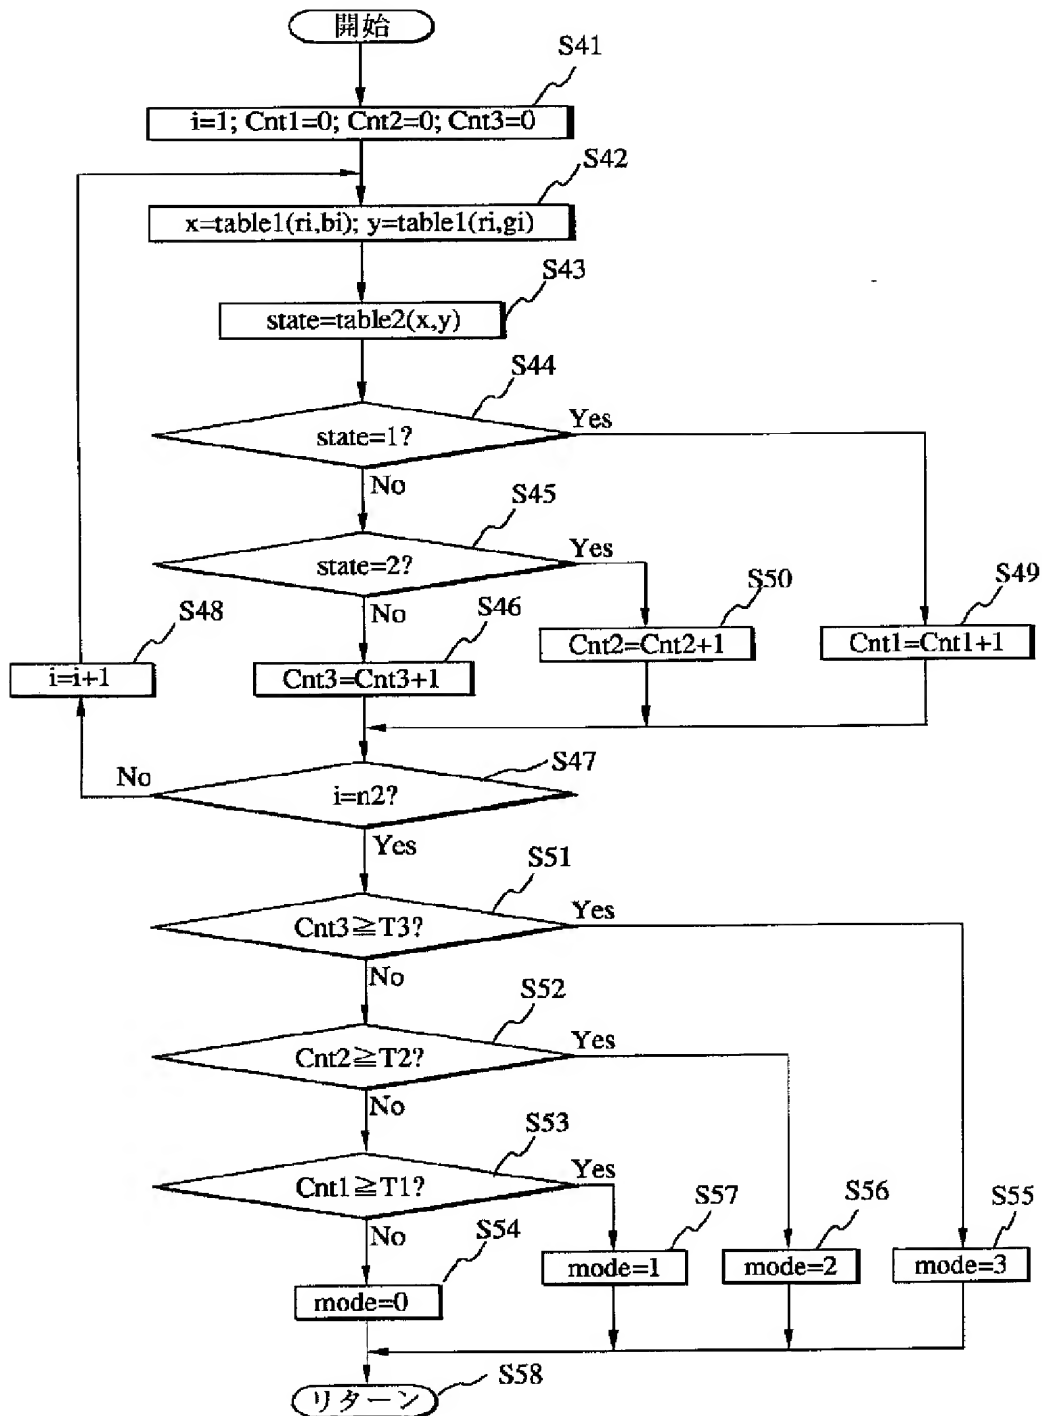 開始
S41
i=1; Cnt1=0; Cnt2=0; Cnt3=0
S42
x=table1(ri,bi); y=table1(ri,gi)
S43
state=table2(x,y)
S44
state=1?
Yes
No
S45
state=2?
Yes
No
S46
S50
S49
S48
Cnt2=Cnt2+1
Cnt1=Cnt1+1
i=i+1
Cnt3=Cnt3+1
S47
No
i=n2?
Yes
S51
Cnt3≧T3?
Yes
No
S52
Cnt2≧T2?
Yes
No
S53
Cnt1≧T1?
Yes
No
S54
S57
S56
S55
mode=1
mode=2
mode=3
mode=0
S58
リターン